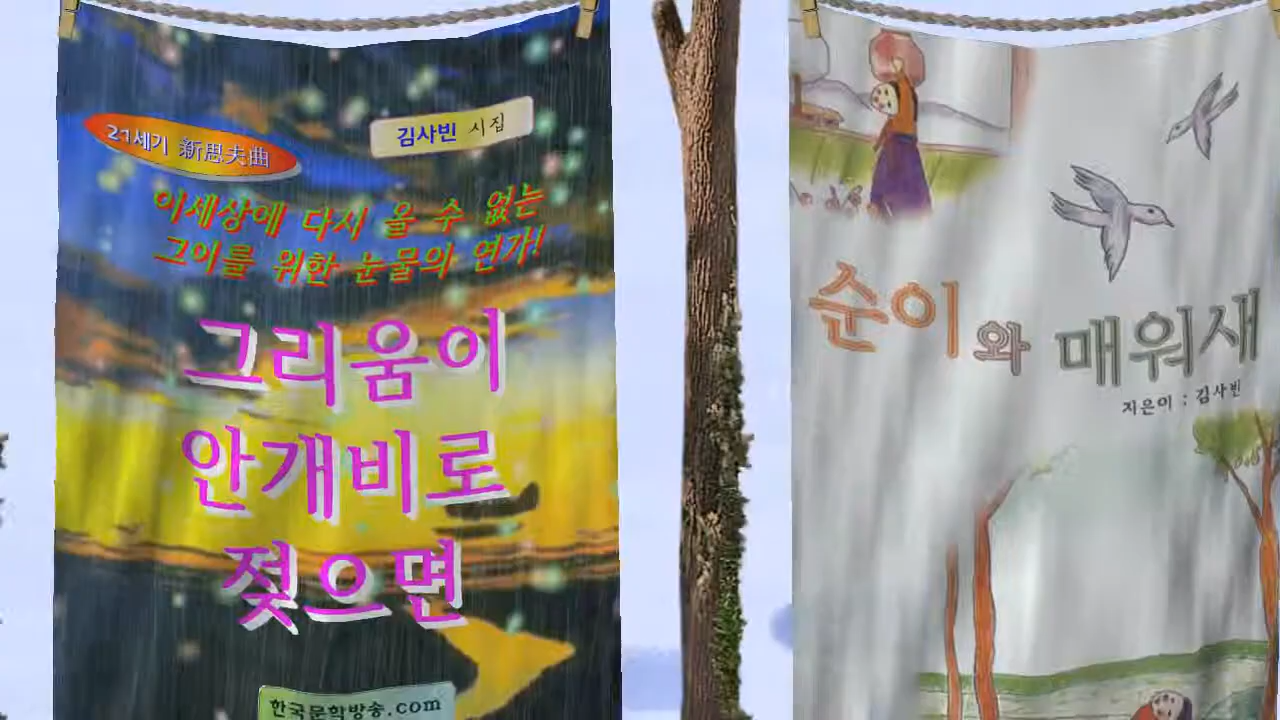 21세기 新思夫曲
김사빈 시집
이세상에 다시 올 수 없는
그이를 위한 눈물의 연가!
그리움이
안개비로
젖으면
한국문학방송.com
순이와 매워새
지은이 : 김사빈